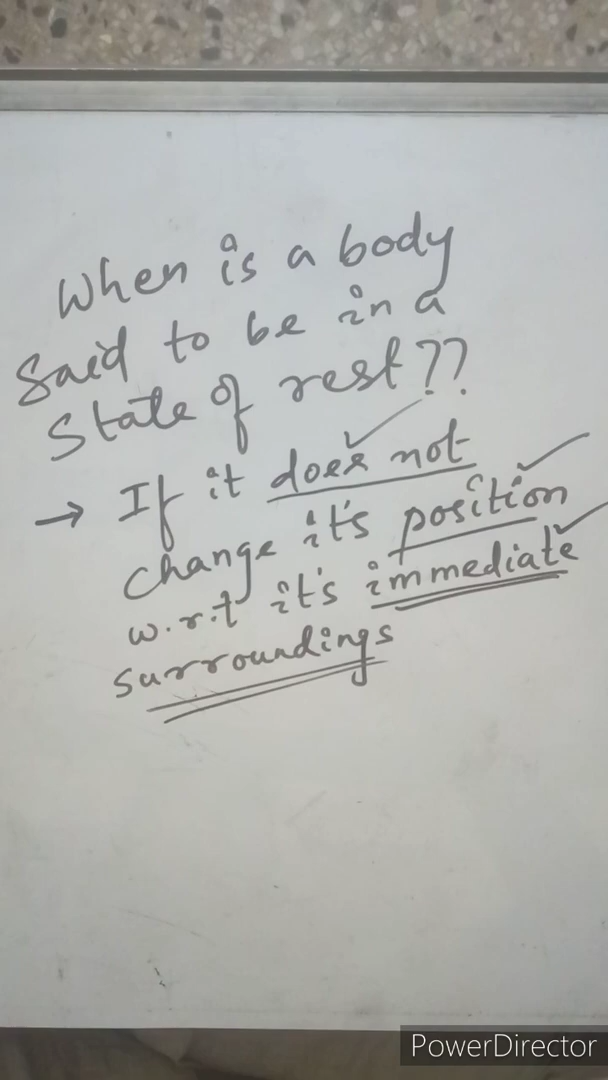 When is a body
Said to be in a
State of rest??
→ If it does not
change it's position
w.r.t it's immediate
surroundings
PowerDirector